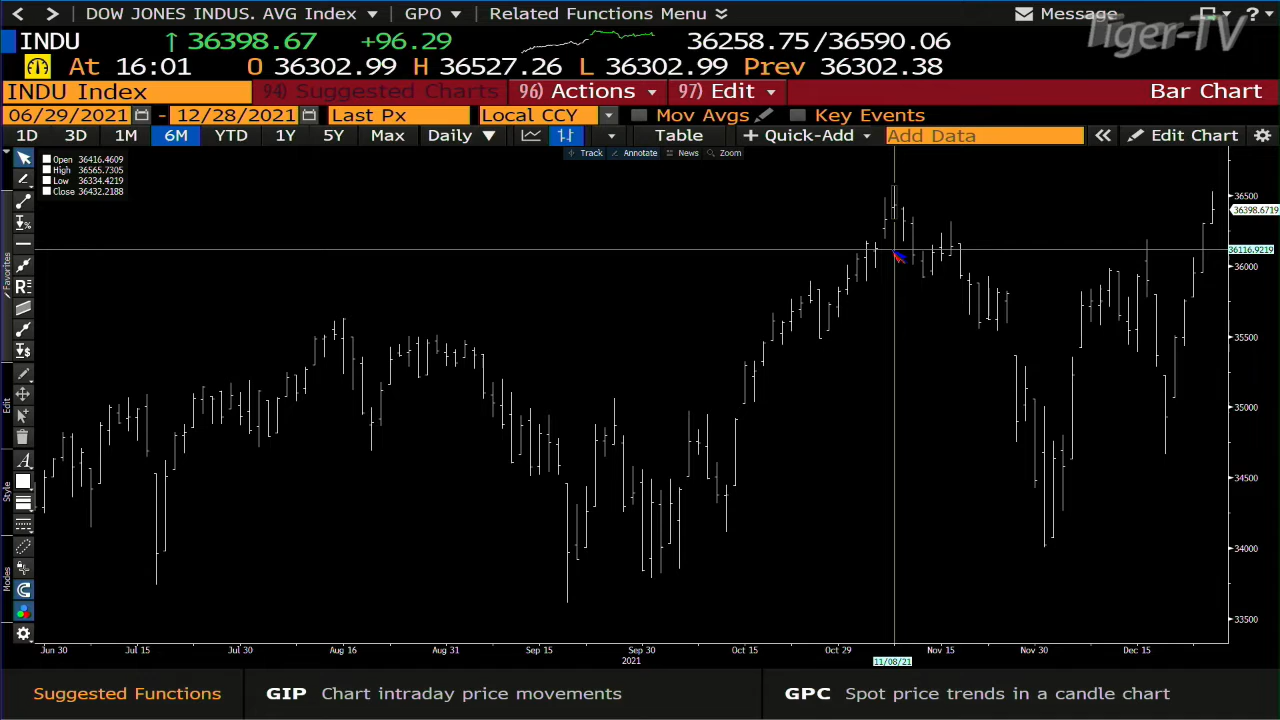 DOW JONES INDUS. AVG Index GPO Related Functions Menu Message ?
Tiger-TV
INDU 36398.67 +96.29 36258.75/36590.06
At 16:01 O 36302.99 H 36527.26 L 36302.99 Prev 36302.38
INDU Index 94) Suggested Charts 96) Actions 97) Edit Bar Chart
06/29/2021 - 12/28/2021 Last Px Local CCY Mov Avgs Key Events
1D 3D 1M 6M YTD 1Y 5Y Max Daily Table + Quick-Add Add Data Edit Chart
Track Annotate News Zoom
Open 36416.4609
High 36565.7305
Low 36334.4219
Close 36432.2188
Favorites
Edit
Style
Modes
36500
36398.6719
36116.9219
36000
35500
35000
34500
34000
33500
Jun 30 Jul 15 Jul 30 Aug 16 Aug 31 Sep 15 Sep 30 Oct 15 Oct 29 Nov 15 Nov 30 Dec 15
2021 11/08/21
Suggested Functions GIP Chart intraday price movements GPC Spot price trends in a candle chart